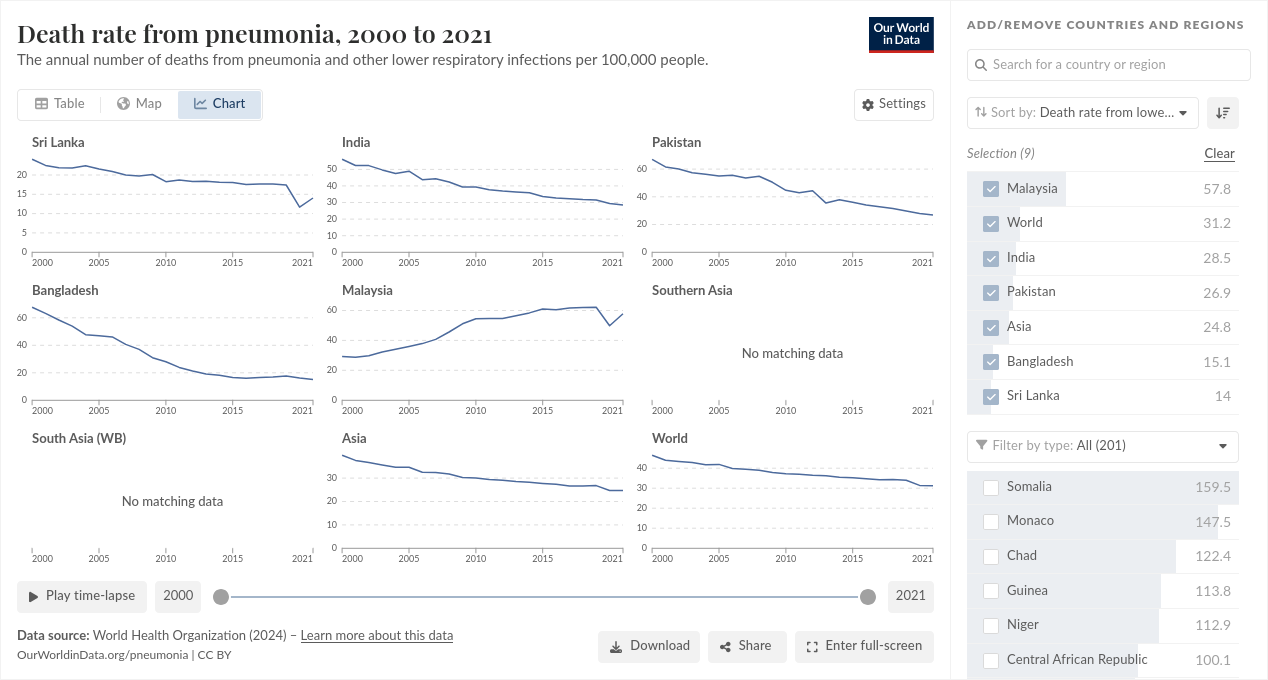 Death rate from pneumonia, 2000 to 2021
The annual number of deaths from pneumonia and other lower respiratory infections per 100,000 people.
Our World
in Data
Table
Map
Chart
Settings
Sri Lanka
20
15
10
5
0
2000 2005 2010 2015 2021
India
50
40
30
20
10
0
2000 2005 2010 2015 2021
Pakistan
60
40
20
0
2000 2005 2010 2015 2021
Bangladesh
60
40
20
0
2000 2005 2010 2015 2021
Malaysia
60
40
20
0
2000 2005 2010 2015 2021
Southern Asia
No matching data
2000 2005 2010 2015 2021
South Asia (WB)
No matching data
2000 2005 2010 2015 2021
Asia
30
20
10
0
2000 2005 2010 2015 2021
World
40
30
20
10
0
2000 2005 2010 2015 2021
Play time-lapse
2000
2021
Data source: World Health Organization (2024) – Learn more about this data
OurWorldinData.org/pneumonia | CC BY
Download
Share
Enter full-screen
ADD/REMOVE COUNTRIES AND REGIONS
Search for a country or region
Sort by: Death rate from lowe...
Selection (9) Clear
Malaysia 57.8
World 31.2
India 28.5
Pakistan 26.9
Asia 24.8
Bangladesh 15.1
Sri Lanka 14
Filter by type: All (201)
Somalia 159.5
Monaco 147.5
Chad 122.4
Guinea 113.8
Niger 112.9
Central African Republic 100.1